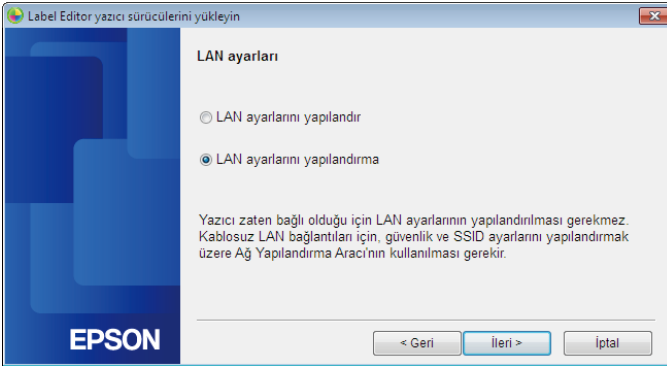 Label Editor yazıcı sürücülerini yükleyin
LAN ayarları
LAN ayarlarını yapılandır
LAN ayarlarını yapılandırma
Yazıcı zaten bağlı olduğu için LAN ayarlarının yapılandırılması gerekmez.
Kablosuz LAN bağlantıları için, güvenlik ve SSID ayarlarını yapılandırmak
üzere Ağ Yapılandırma Aracı'nın kullanılması gerekir.
EPSON
< Geri
İleri >
İptal